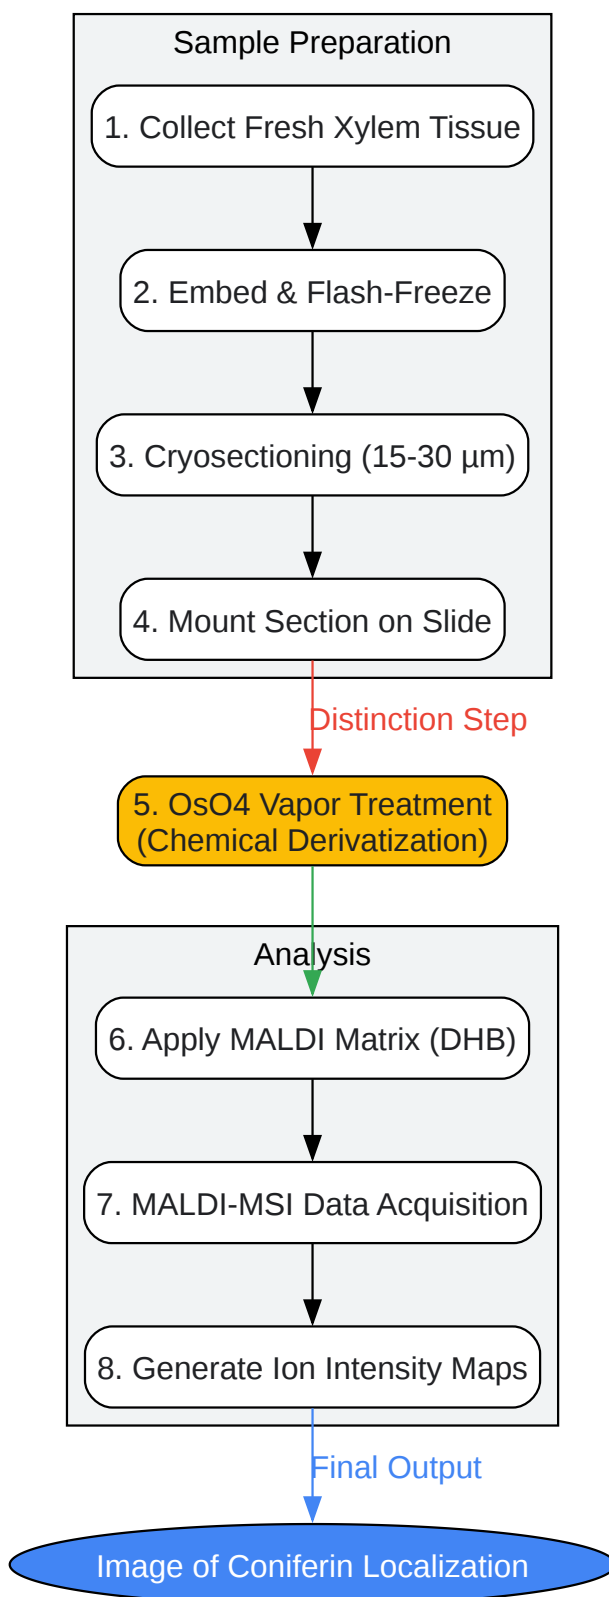 Sample Preparation
1. Collect Fresh Xylem Tissue
2. Embed & Flash-Freeze
3. Cryosectioning (15-30 µm)
4. Mount Section on Slide
Distinction Step
5. OsO4 Vapor Treatment
(Chemical Derivatization)
Analysis
6. Apply MALDI Matrix (DHB)
7. MALDI-MSI Data Acquisition
8. Generate Ion Intensity Maps
Final Output
Image of Coniferin Localization